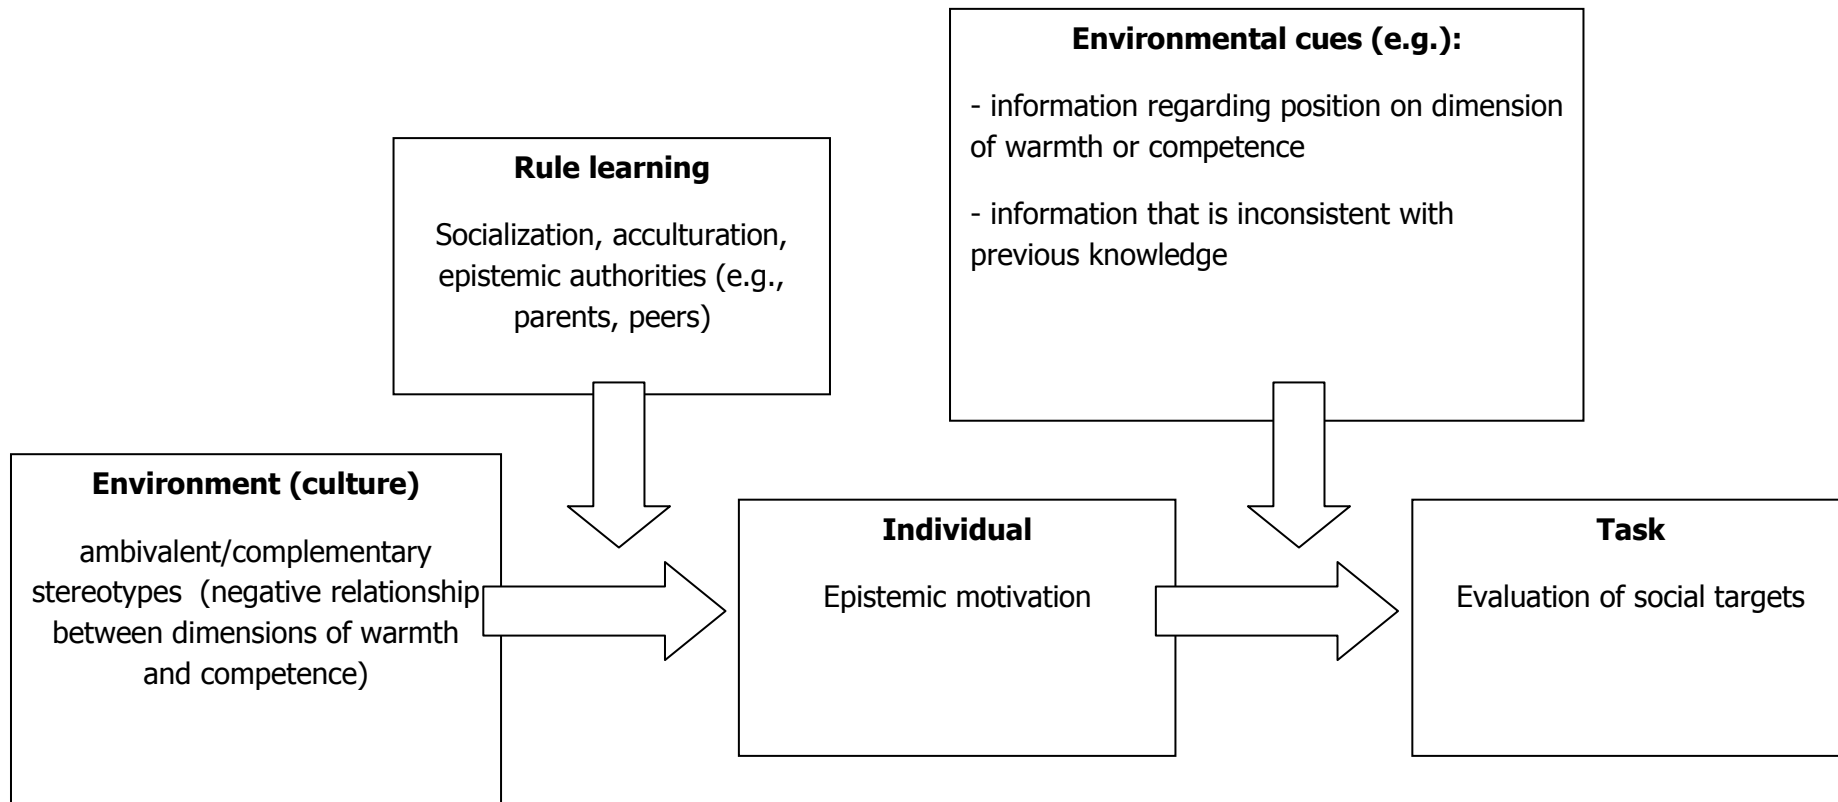 Environmental cues (e.g.):
- information regarding position on dimension
of warmth or competence
- information that is inconsistent with
previous knowledge
Rule learning
Socialization, acculturation,
epistemic authorities (e.g.,
parents, peers)
Environment (culture)
ambivalent/complementary
stereotypes  (negative relationship
between dimensions of warmth
and competence)
Individual
Epistemic motivation
Task
Evaluation of social targets